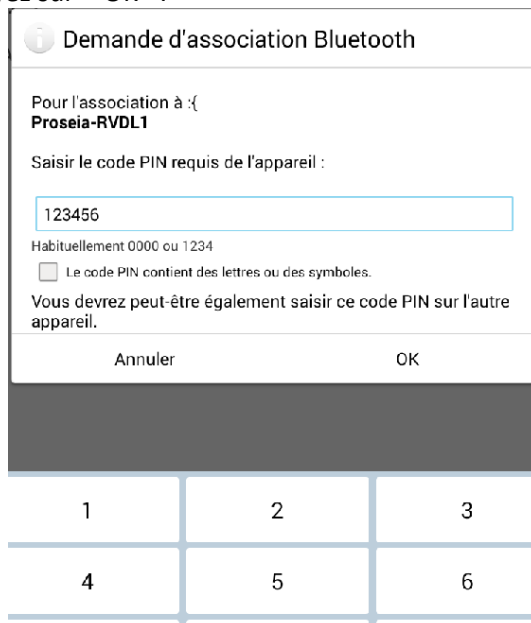 Demande d'association Bluetooth
Pour l'association à :{
Proseia-RVDL1
Saisir le code PIN requis de l'appareil :
123456
Habituellement 0000 ou 1234
Le code PIN contient des lettres ou des symboles.
Vous devrez peut-être également saisir ce code PIN sur l'autre
appareil.
Annuler OK
1 2 3
4 5 6